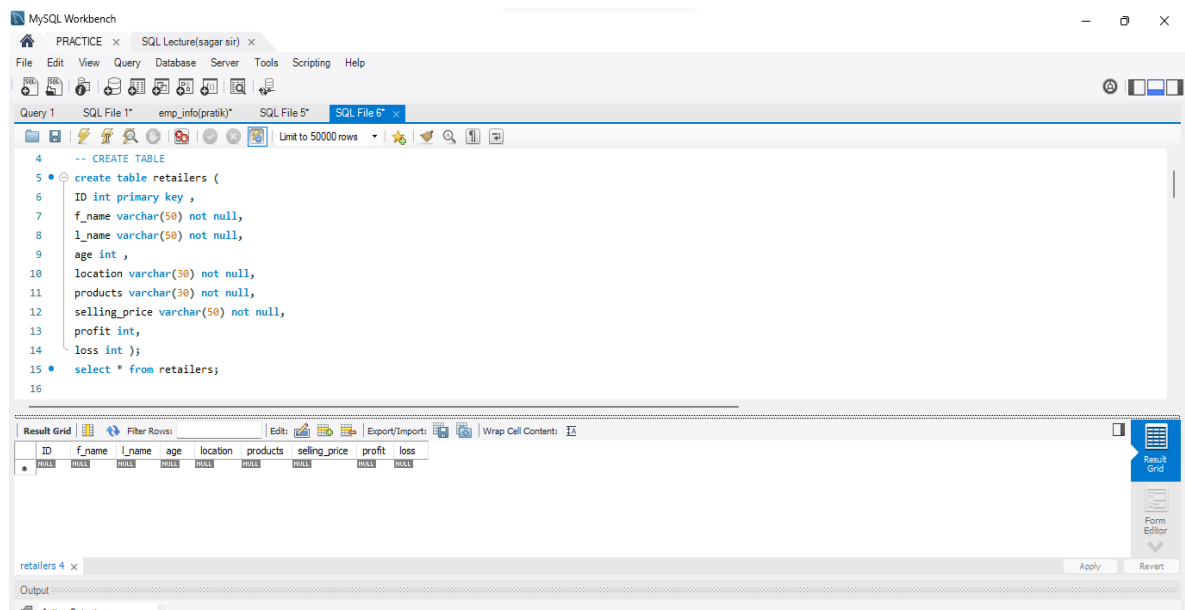 MySQL Workbench
PRACTICE × SQL Lecture(sagar sir) ×
File Edit View Query Database Server Tools Scripting Help
Query 1 SQL File 1* emp_info(pratik)* SQL File 5* SQL File 6* ×
Limit to 50000 rows
4 -- CREATE TABLE
5 create table retailers (
6 ID int primary key ,
7 f_name varchar(50) not null,
8 l_name varchar(50) not null,
9 age int ,
10 location varchar(30) not null,
11 products varchar(30) not null,
12 selling_price varchar(50) not null,
13 profit int,
14 loss int );
15 select * from retailers;
16
Result Grid Filter Rows: Edit: Export/Import: Wrap Cell Content:
ID f_name l_name age location products selling_price profit loss
NULL NULL NULL NULL NULL NULL NULL NULL NULL
Result
Grid
Form
Editor
retailers 4 × Apply Revert
Output